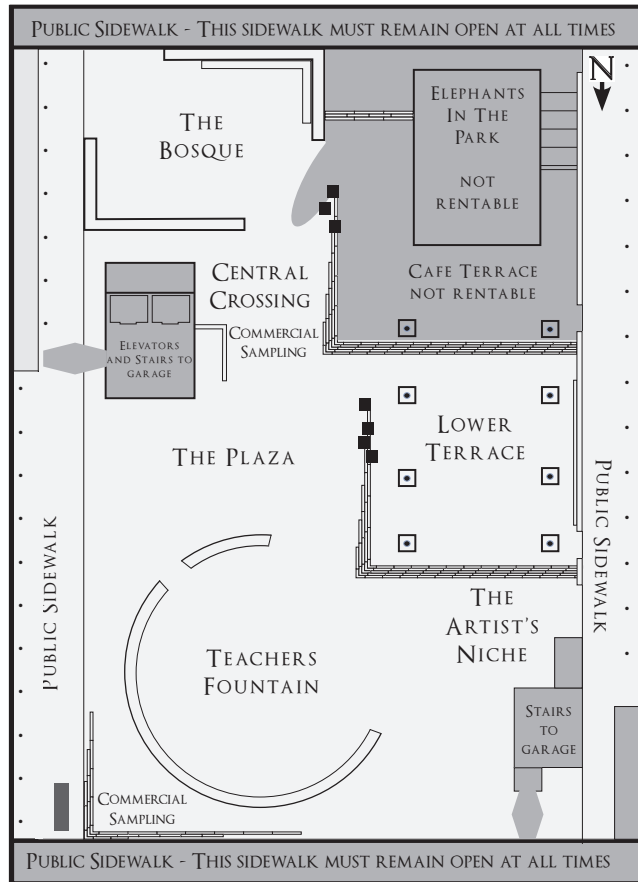 Public Sidewalk - This sidewalk must remain open at all times
N
Elephants
In The
Park
not
rentable
The
Bosque
Central
Crossing
Cafe Terrace
not rentable
Commercial
Sampling
Elevators
and Stairs to
garage
Lower
Terrace
The Plaza
Public Sidewalk
Public Sidewalk
The
Artist's
Niche
Teachers
Fountain
Stairs
to
garage
Commercial
Sampling
Public Sidewalk - This sidewalk must remain open at all times